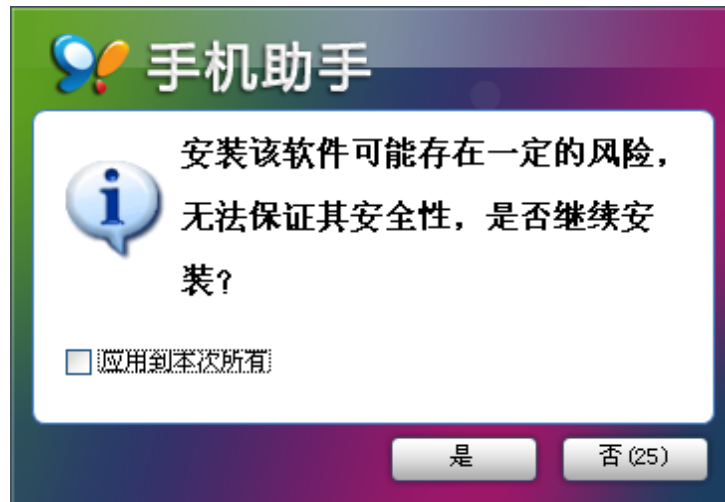 91 手机助手
安装该软件可能存在一定的风险，
无法保证其安全性，是否继续安
装？
应用到本次所有
是
否(25)